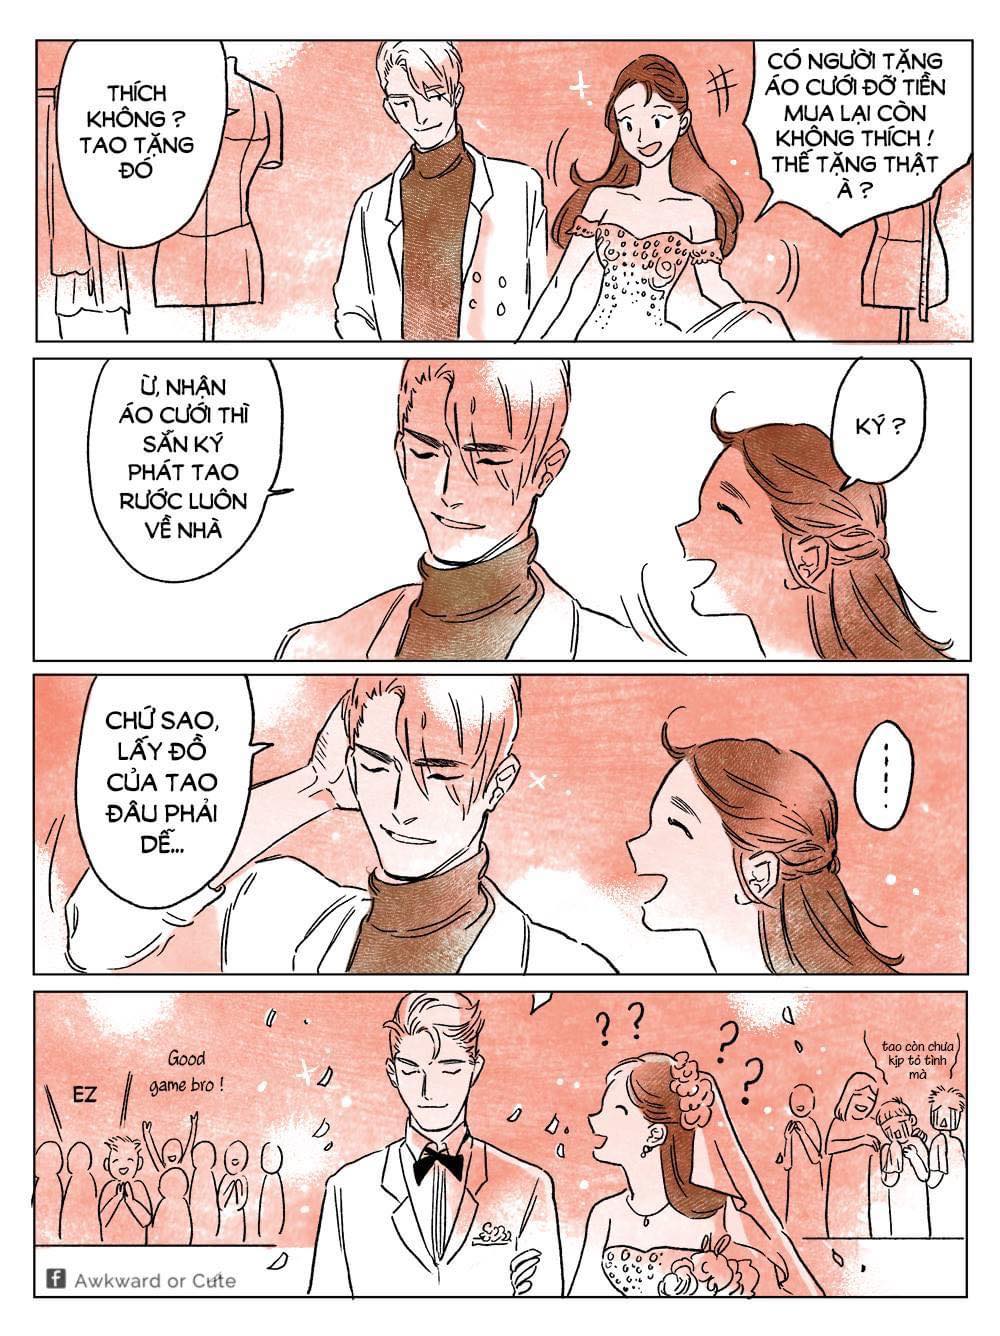 THÍCH
KHÔNG ?
TAO TẶNG
ĐÓ
CÓ NGƯỜI TẶNG
ÁO CƯỚI ĐỠ TIỀN
MUA LẠI CÒN
KHÔNG THÍCH !
THẾ TẶNG THẬT
À ?
Ừ, NHẬN
ÁO CƯỚI THÌ
SẴN KÝ
PHÁT TAO
RƯỚC LUÔN
VỀ NHÀ
KÝ ?
CHỨ SAO,
LẤY ĐỒ
CỦA TAO
ĐÂU PHẢI
DỄ...
.....
EZ
Good
game bro !
? ? ? ?
tao còn chưa
kịp tỏ tình
mà
f Awkward or Cute